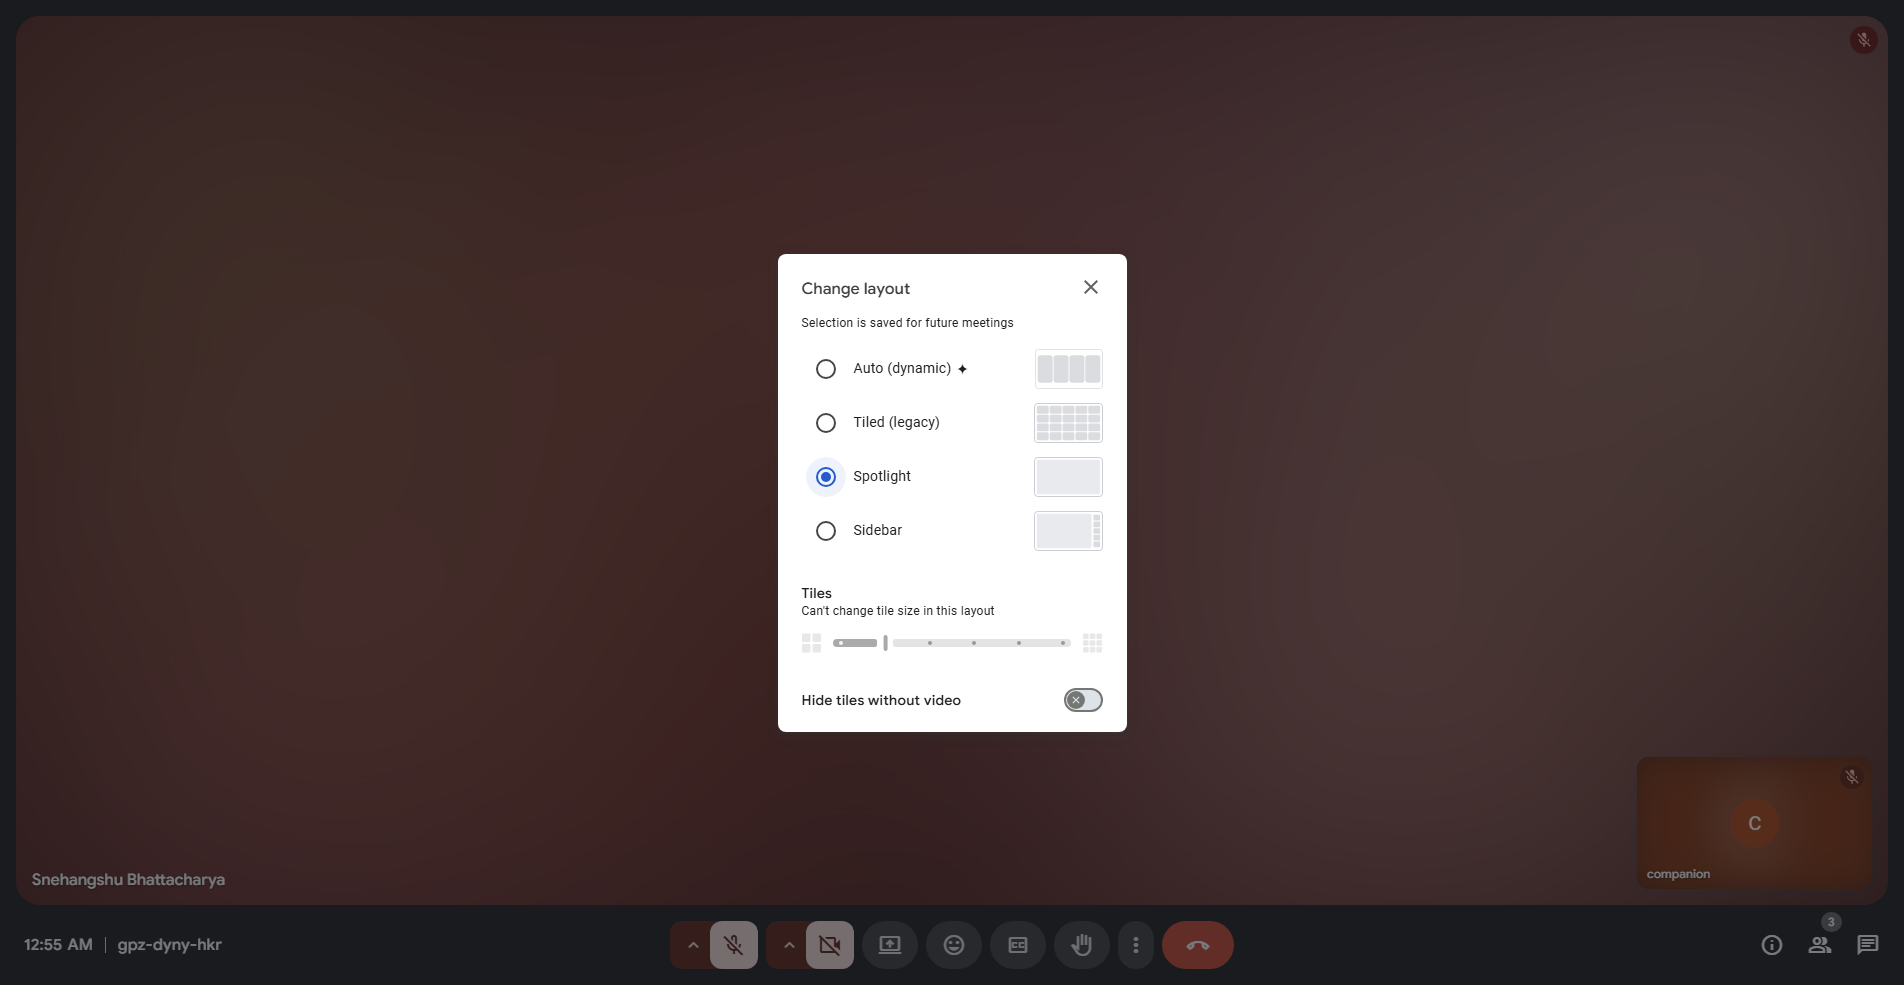 Change layout
Selection is saved for future meetings
Auto (dynamic)
Tiled (legacy)
Spotlight
Sidebar
Tiles
Can't change tile size in this layout
Hide tiles without video
C
companion
Snehangshu Bhattacharya
12:55 AM | gpz-dyny-hkr
CC
3